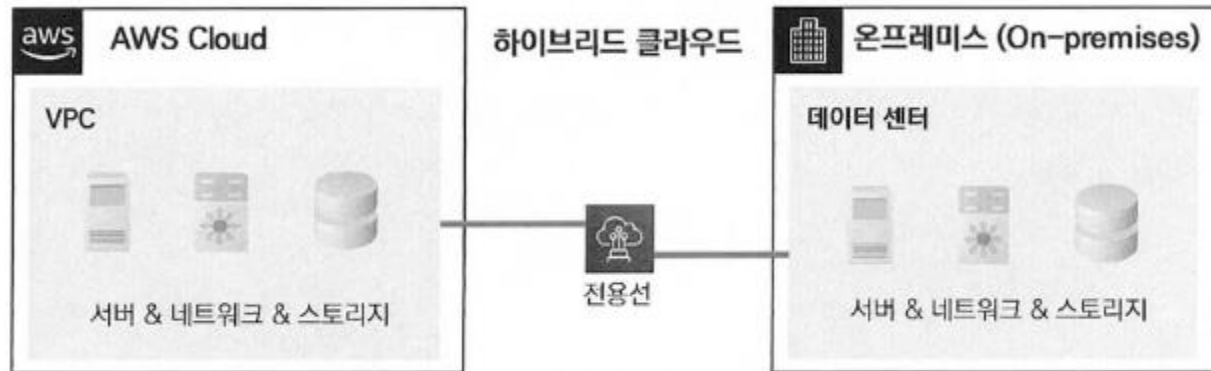 aws
AWS Cloud
하이브리드 클라우드
온프레미스 (On-premises)
VPC
데이터 센터
전용선
서버 & 네트워크 & 스토리지
서버 & 네트워크 & 스토리지